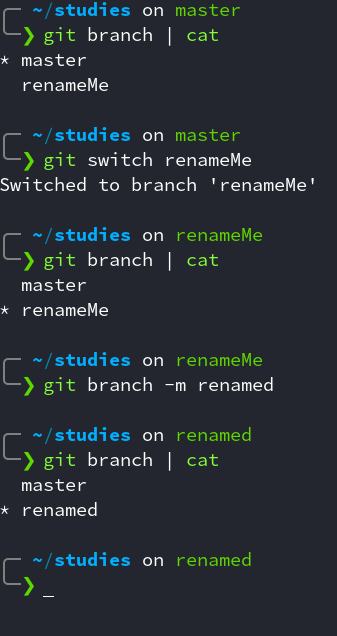 ~/studies on master
❯ git branch | cat
* master
  renameMe
~/studies on master
❯ git switch renameMe
Switched to branch 'renameMe'
~/studies on renameMe
❯ git branch | cat
  master
* renameMe
~/studies on renameMe
❯ git branch -m renamed
~/studies on renamed
❯ git branch | cat
  master
* renamed
~/studies on renamed
❯ _